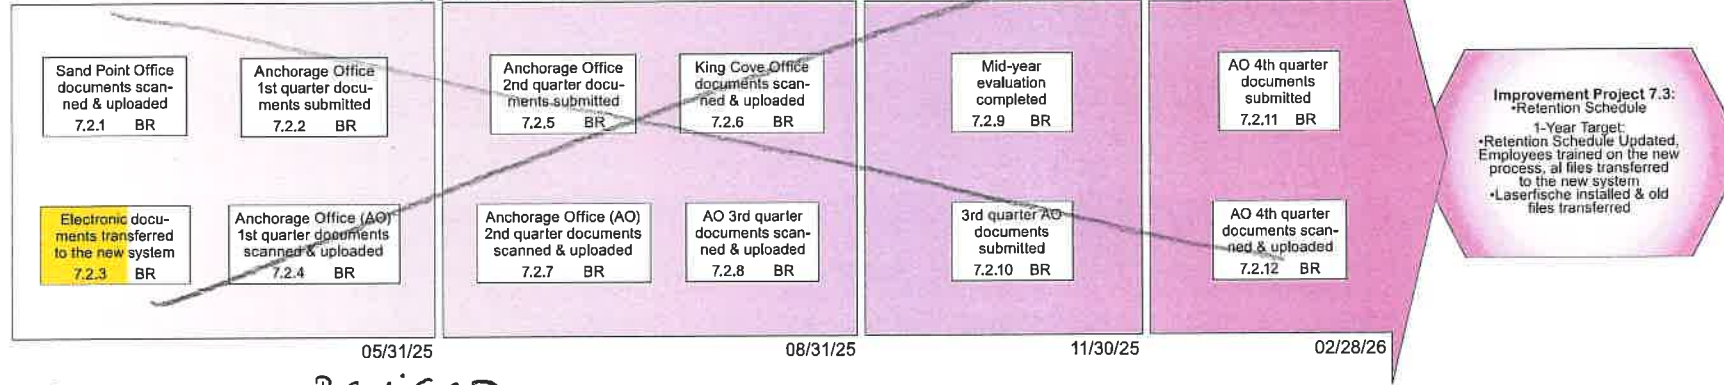 Sand Point Office
documents scan-
ned & uploaded
7.2.1 BR
Anchorage Office
1st quarter docu-
ments submitted
7.2.2 BR
Electronic docu-
ments transferred
to the new system
7.2.3 BR
Anchorage Office (AO)
1st quarter documents
scanned & uploaded
7.2.4 BR
05/31/25
Anchorage Office
2nd quarter docu-
ments submitted
7.2.5 BR
King Cove Office
documents scan-
ned & uploaded
7.2.6 BR
Anchorage Office (AO)
2nd quarter documents
scanned & uploaded
7.2.7 BR
AO 3rd quarter
documents scan-
ned & uploaded
7.2.8 BR
08/31/25
Mid-year
evaluation
completed
7.2.9 BR
3rd quarter AO
documents
submitted
7.2.10 BR
11/30/25
AO 4th quarter
documents
submitted
7.2.11 BR
AO 4th quarter
documents scan-
ned & uploaded
7.2.12 BR
02/28/26
Improvement Project 7.3:
•Retention Schedule
1-Year Target:
•Retention Schedule Updated,
Employees trained on the new
process, al files transferred
to the new system
•Laserfische installed & old
files transferred